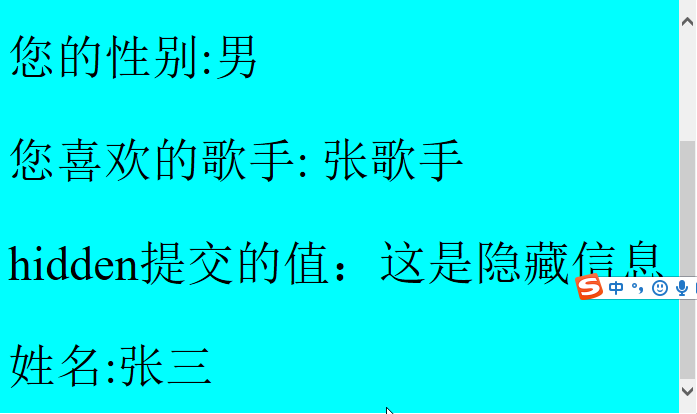 您的性别:男
您喜欢的歌手: 张歌手
hidden提交的值：这是隐藏信息
中
姓名:张三